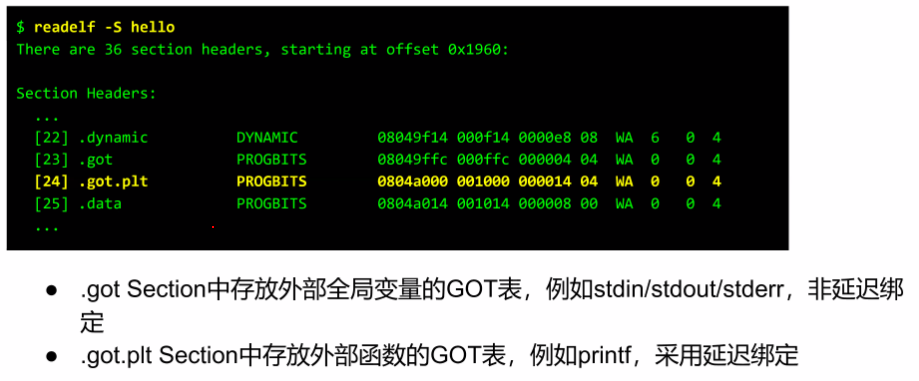 $ readelf -S hello
There are 36 section headers, starting at offset 0x1960:
Section Headers:
...
[22] .dynamic DYNAMIC 08049f14 000f14 0000e8 08 WA 6 0 4
[23] .got PROGBITS 08049ffc 000ffc 000004 04 WA 0 0 4
[24] .got.plt PROGBITS 0804a000 001000 000014 04 WA 0 0 4
[25] .data PROGBITS 0804a014 001014 000008 00 WA 0 0 4
...
● .got Section中存放外部全局变量的GOT表，例如stdin/stdout/stderr，非延迟绑
定
● .got.plt Section中存放外部函数的GOT表，例如printf，采用延迟绑定